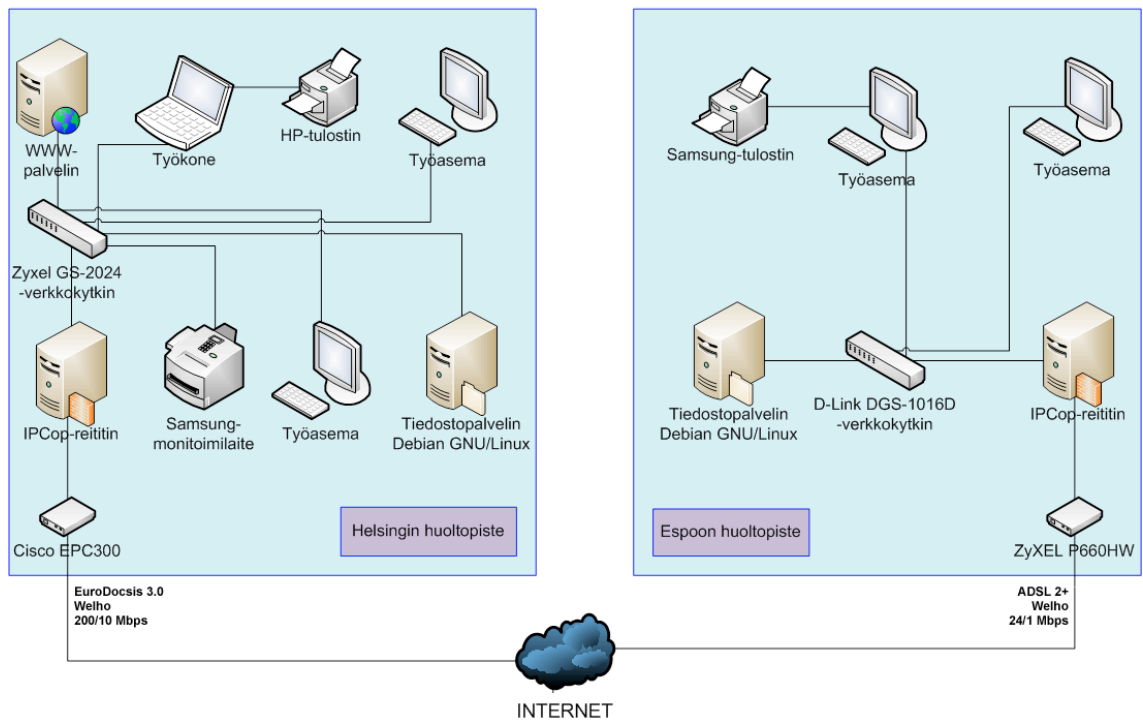 WWW-
palvelin
Työkone
HP-tulostin
Työasema
Zyxel GS-2024
-verkkokytkin
IPCop-reititin
Samsung-
monitoimilaite
Työasema
Tiedostopalvelin
Debian GNU/Linux
Cisco EPC300
Helsingin huoltopiste
EuroDocsis 3.0
Welho
200/10 Mbps
Samsung-tulostin
Työasema
Työasema
Tiedostopalvelin
Debian GNU/Linux
D-Link DGS-1016D
-verkkokytkin
IPCop-reititin
Espoon huoltopiste
ZyXEL P660HW
ADSL 2+
Welho
24/1 Mbps
INTERNET